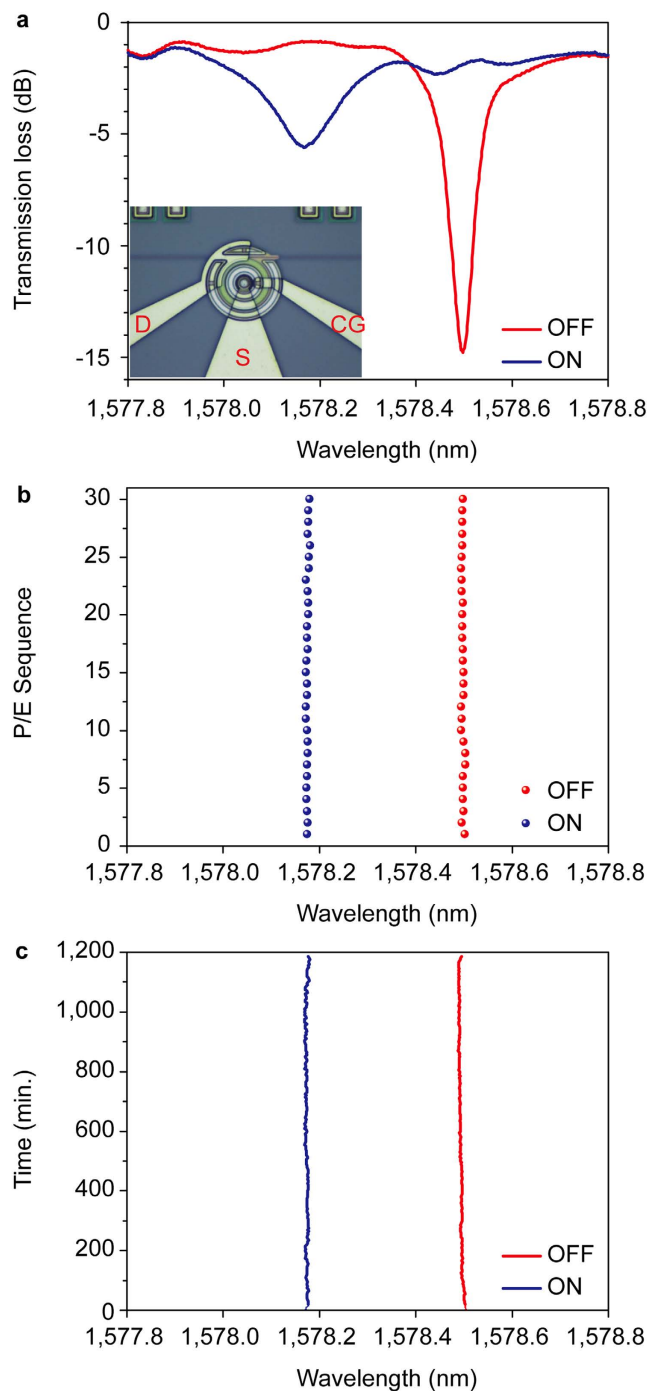 a
0
-5
-10
-15
Transmission loss (dB)
D
S
CG
OFF
ON
1,577.8 1,578.0 1,578.2 1,578.4 1,578.6 1,578.8
Wavelength (nm)
b
30
25
20
15
10
5
0
P/E Sequence
OFF
ON
1,577.8 1,578.0 1,578.2 1,578.4 1,578.6 1,578.8
Wavelength (nm)
c
1,200
1,000
800
600
400
200
0
Time (min.)
OFF
ON
1,577.8 1,578.0 1,578.2 1,578.4 1,578.6 1,578.8
Wavelength (nm)